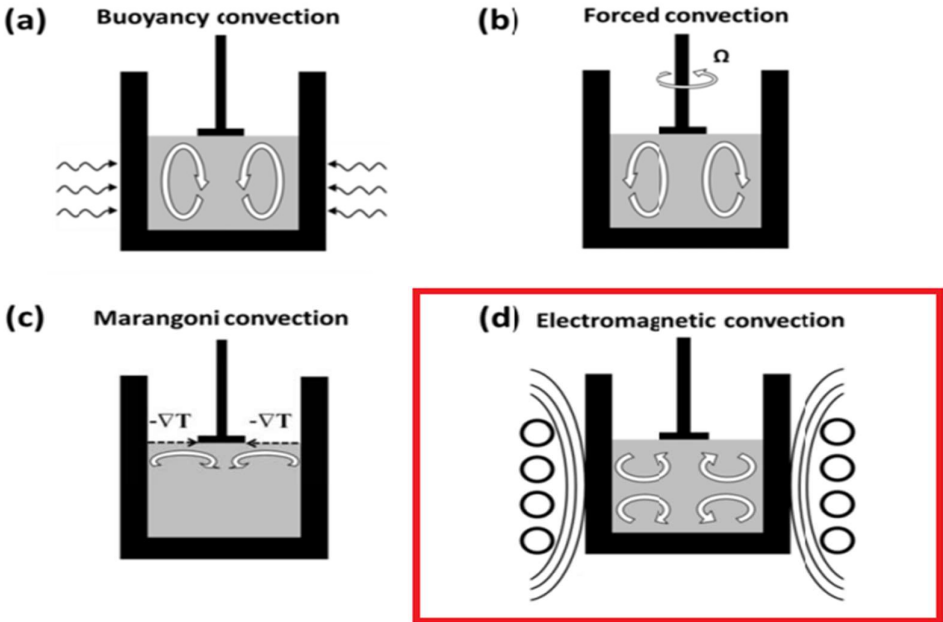 (a) Buoyancy convection
(b) Forced convection
Ω
(c) Marangoni convection
-∇T -∇T
(d) Electromagnetic convection